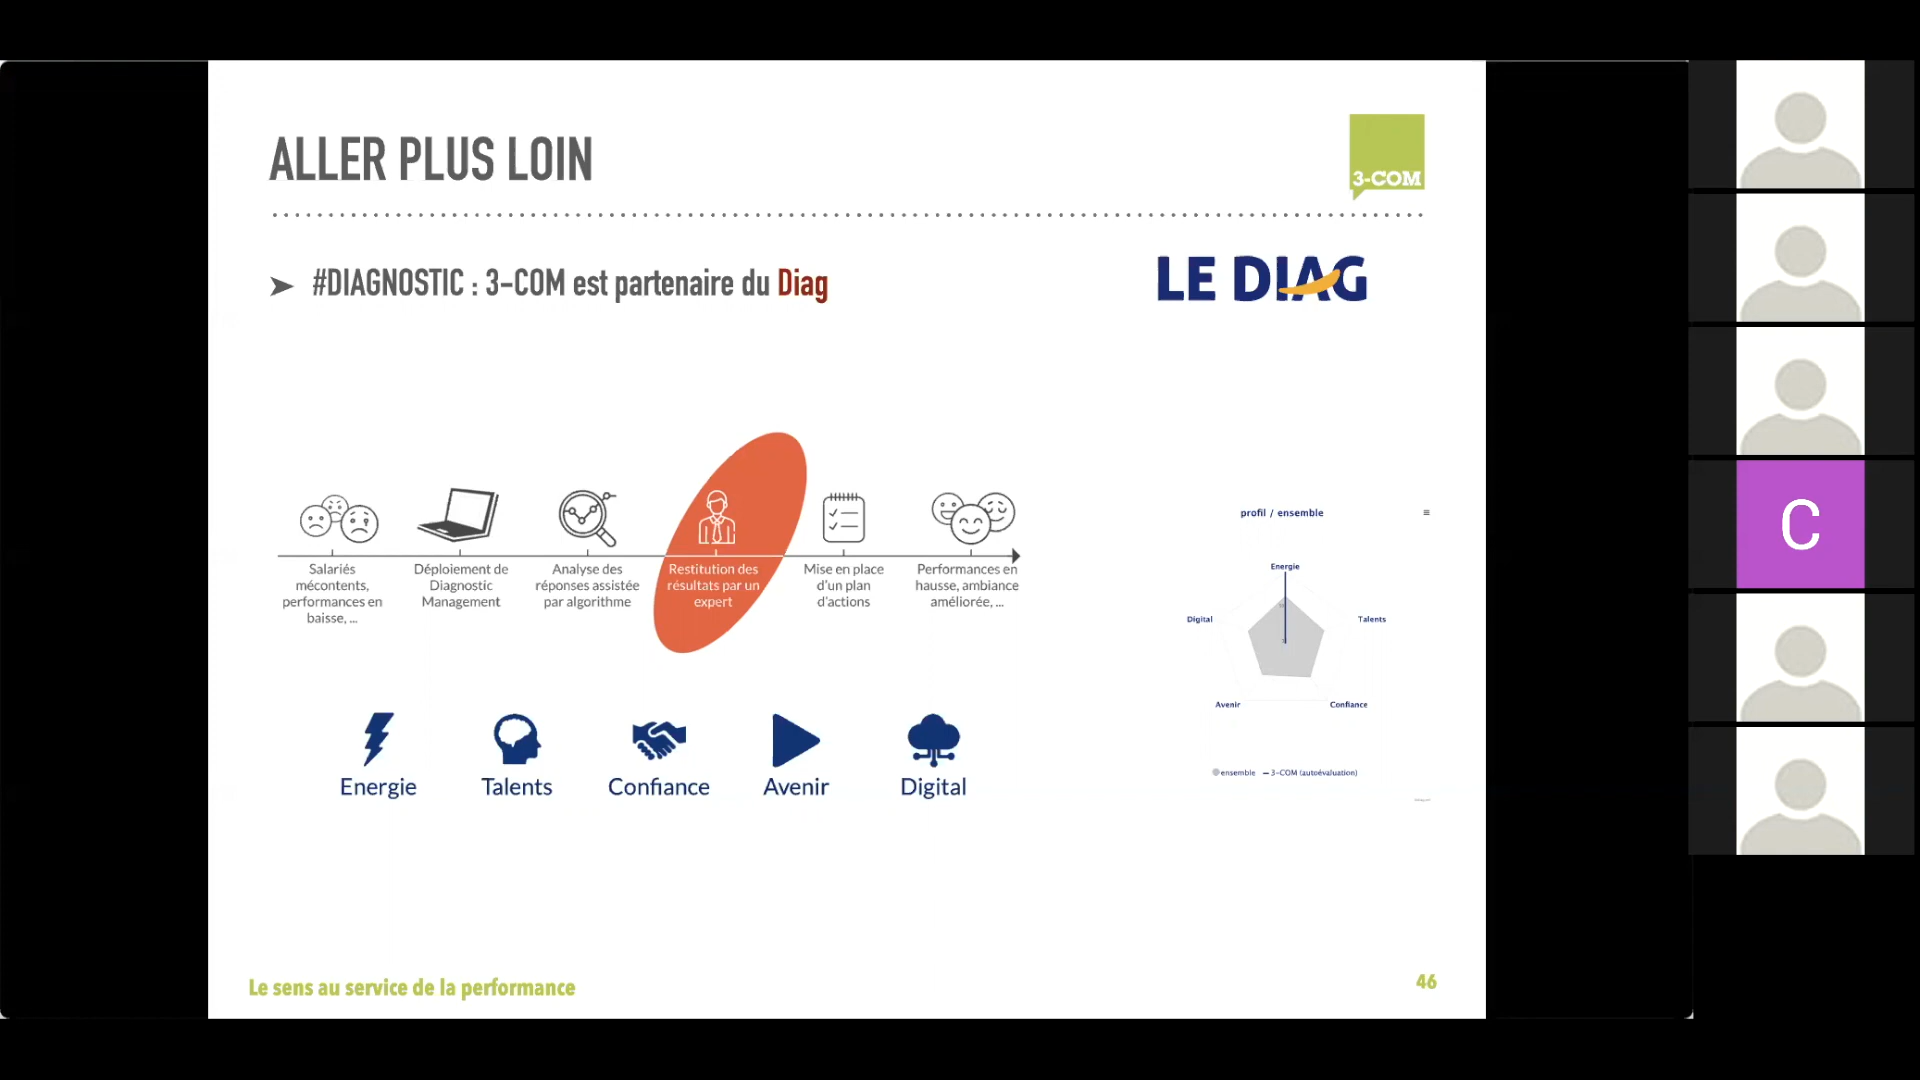 ALLER PLUS LOIN
3-COM
➤ #DIAGNOSTIC : 3-COM est partenaire du Diag
LE DIAG
Salariés
mécontents,
performances en
baisse, ...
Déploiement de
Diagnostic
Management
Analyse des
réponses assistée
par algorithme
Restitution des
résultats par un
expert
Mise en place
d'un plan
d'actions
Performances en
hausse, ambiance
améliorée, ...
profil / ensemble
Energie
Digital
Talents
Avenir
Confiance
ensemble
3-COM (autoévaluation)
Energie
Talents
Confiance
Avenir
Digital
Le sens au service de la performance
46
C